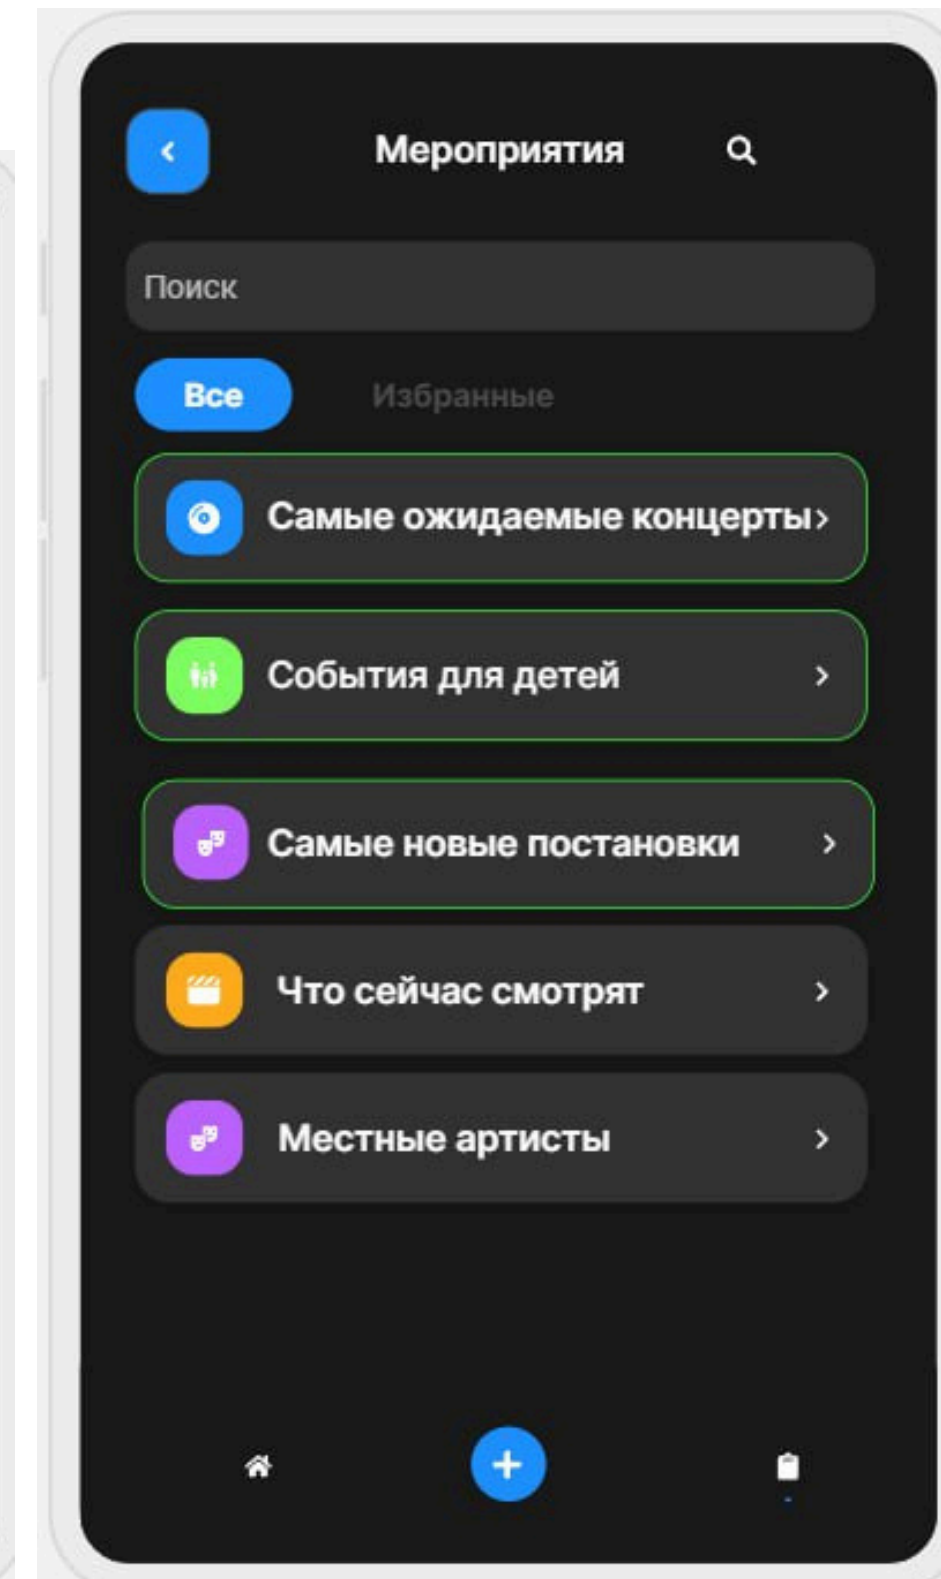 Мероприятия
Поиск
Все Избранные
Самые ожидаемые концерты
События для детей
Самые новые постановки
Что сейчас смотрят
Местные артисты